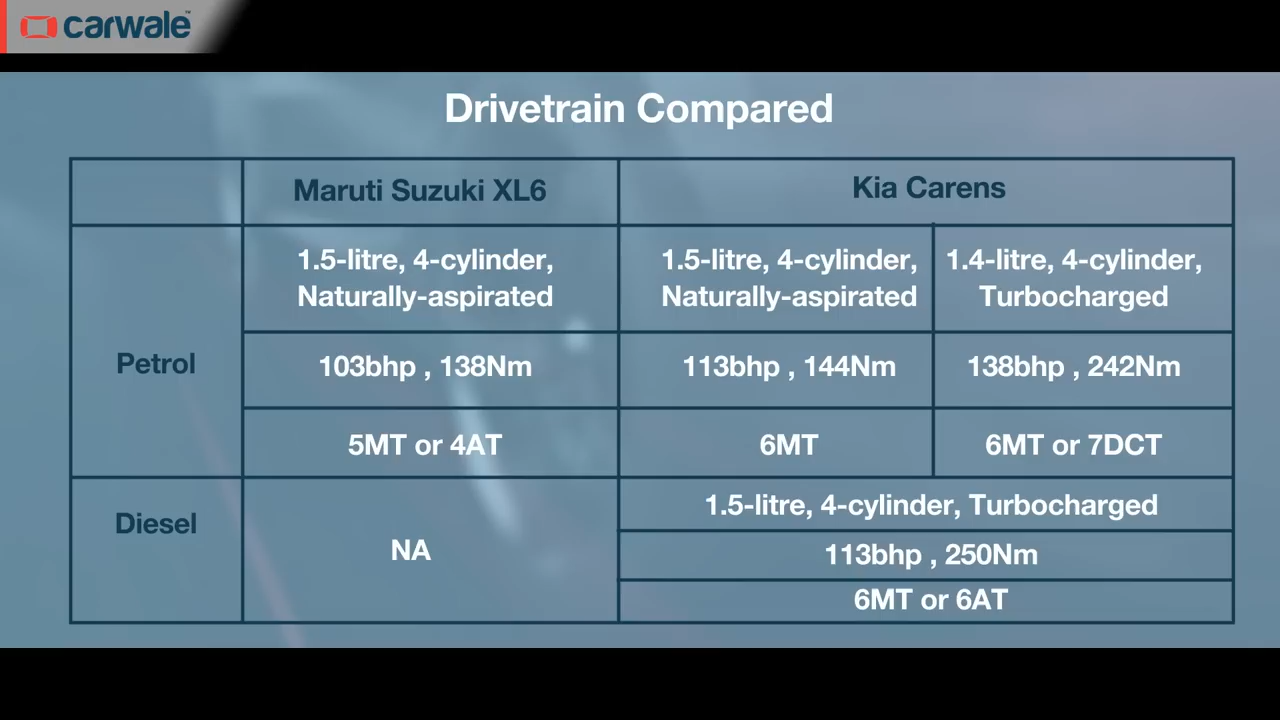 carwale™
Drivetrain Compared
Maruti Suzuki XL6
Kia Carens
Petrol
1.5-litre, 4-cylinder,
Naturally-aspirated
1.5-litre, 4-cylinder,
Naturally-aspirated
1.4-litre, 4-cylinder,
Turbocharged
103bhp , 138Nm
113bhp , 144Nm
138bhp , 242Nm
5MT or 4AT
6MT
6MT or 7DCT
Diesel
NA
1.5-litre, 4-cylinder, Turbocharged
113bhp , 250Nm
6MT or 6AT